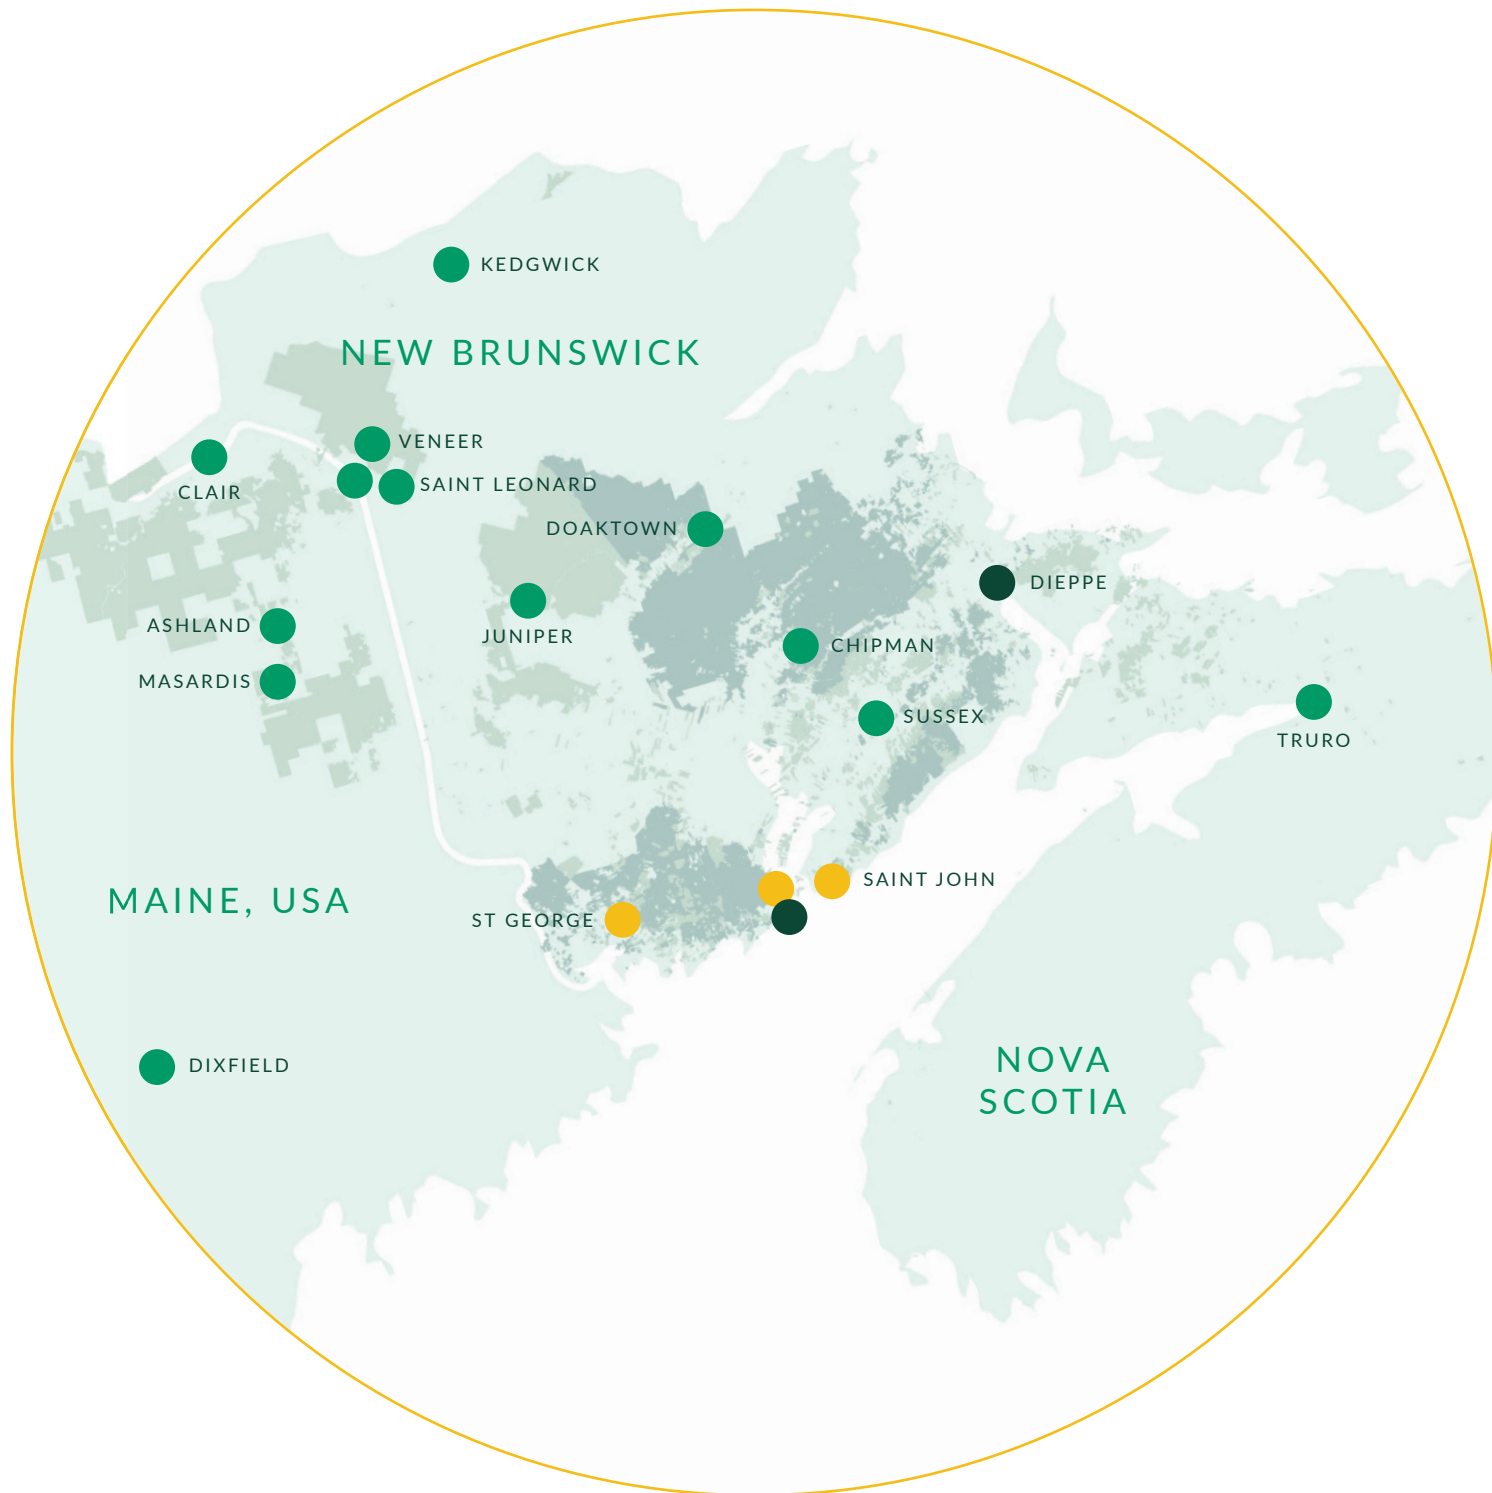 KEDGWICK
NEW BRUNSWICK
VENEER
CLAIR
SAINT LEONARD
DOAKTOWN
DIEPPE
ASHLAND
JUNIPER
CHIPMAN
MASARDIS
SUSSEX
TRURO
SAINT JOHN
MAINE, USA
ST GEORGE
DIXFIELD
NOVA
SCOTIA